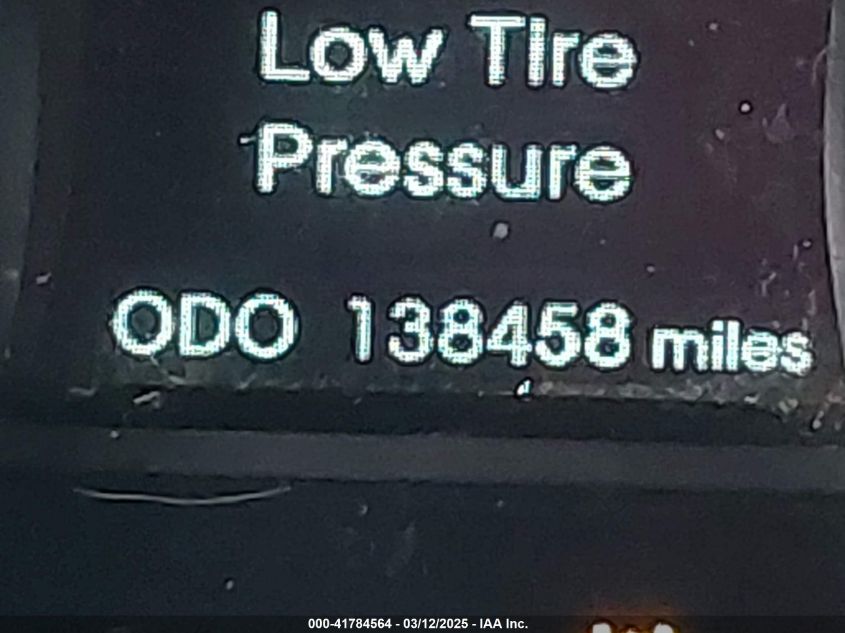 Low Tire
Pressure
ODO 138458 miles
000-41784564 - 03/12/2025 - IAA Inc.